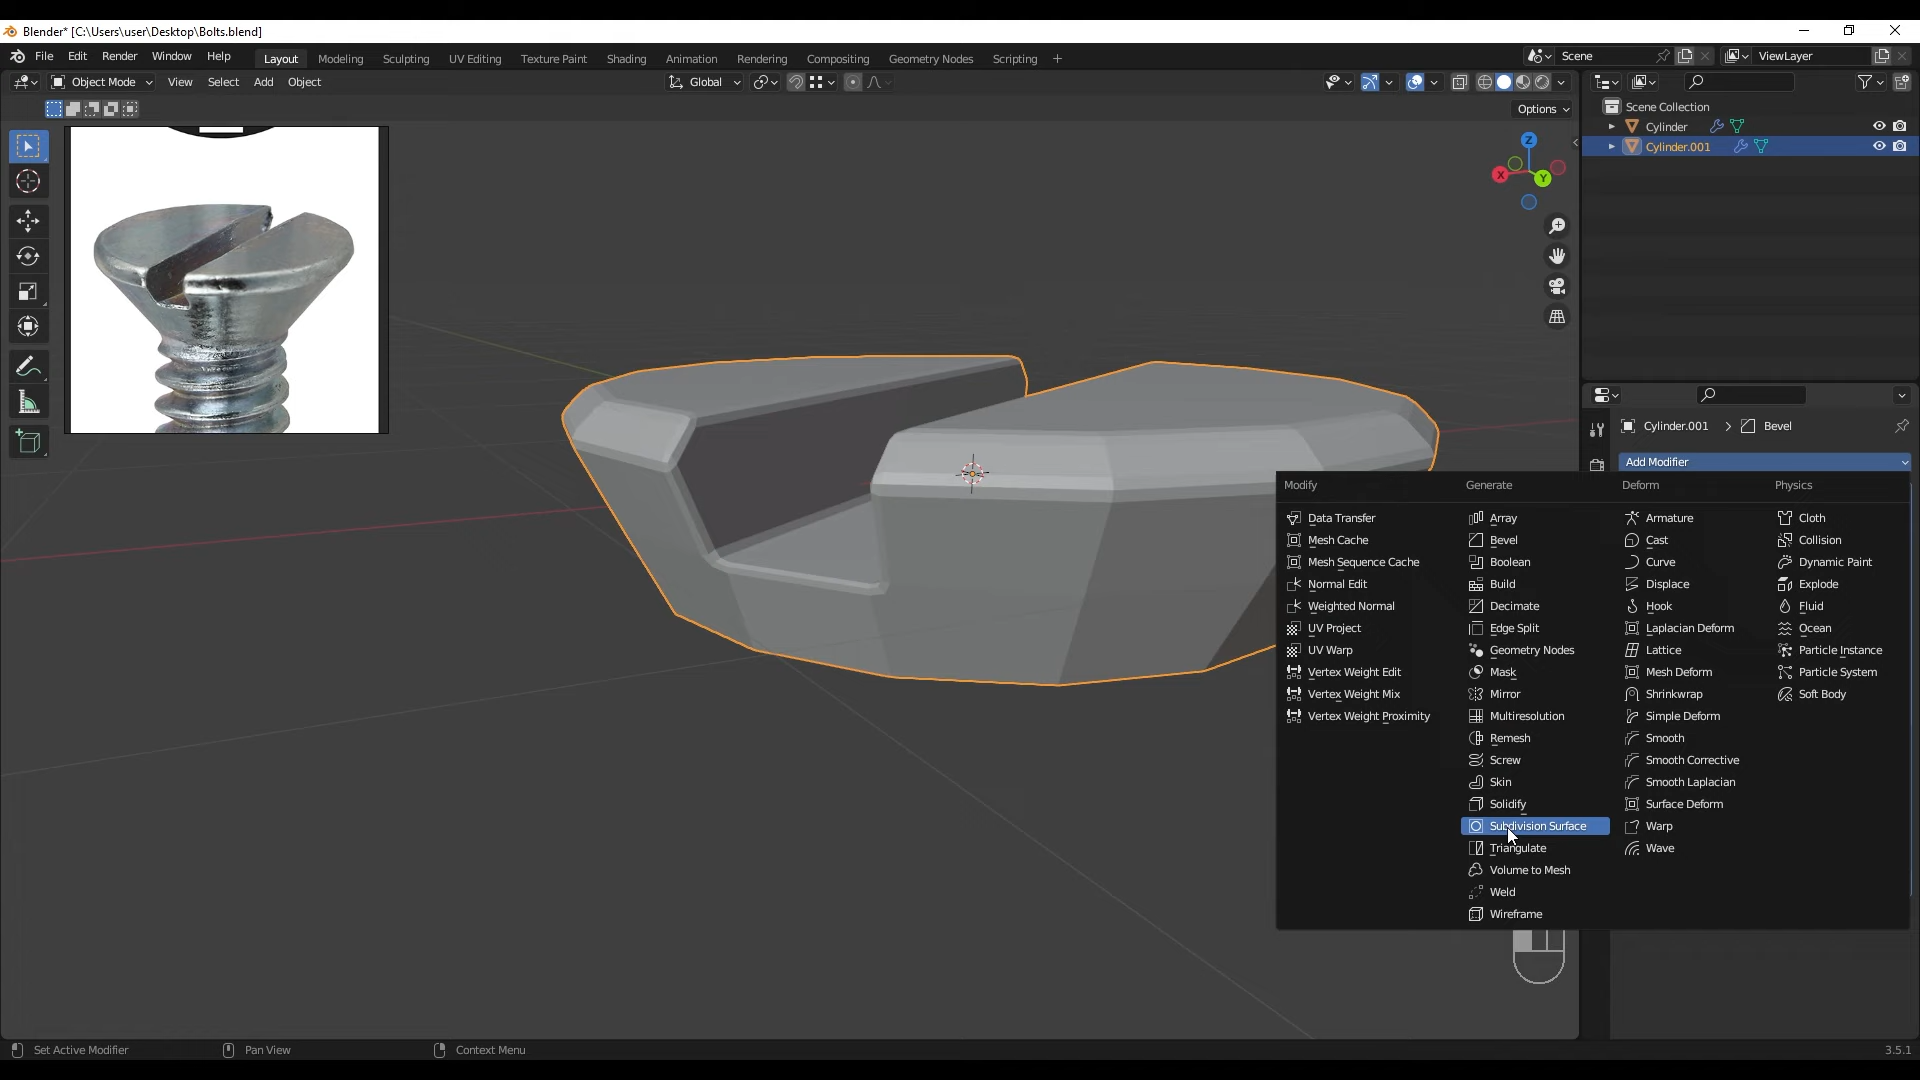 Blender* [C:\Users\user\Desktop\Bolts.blend]
File Edit Render Window Help Layout Modeling Sculpting UV Editing Texture Paint Shading Animation Rendering Compositing Geometry Nodes Scripting + Scene ViewLayer
Object Mode View Select Add Object Global
Options
Scene Collection
Cylinder
Cylinder.001
Z
X
Y
Cylinder.001 > Bevel
Add Modifier
Modify Generate Deform Physics
Data Transfer Array Armature Cloth
Mesh Cache Bevel Cast Collision
Mesh Sequence Cache Boolean Curve Dynamic Paint
Normal Edit Build Displace Explode
Weighted Normal Decimate Hook Fluid
UV Project Edge Split Laplacian Deform Ocean
UV Warp Geometry Nodes Lattice Particle Instance
Vertex Weight Edit Mask Mesh Deform Particle System
Vertex Weight Mix Mirror Shrinkwrap Soft Body
Vertex Weight Proximity Multiresolution Simple Deform
Remesh Smooth
Screw Smooth Corrective
Skin Smooth Laplacian
Solidify Surface Deform
Subdivision Surface Warp
Triangulate Wave
Volume to Mesh
Weld
Wireframe
Set Active Modifier Pan View Context Menu 3.5.1